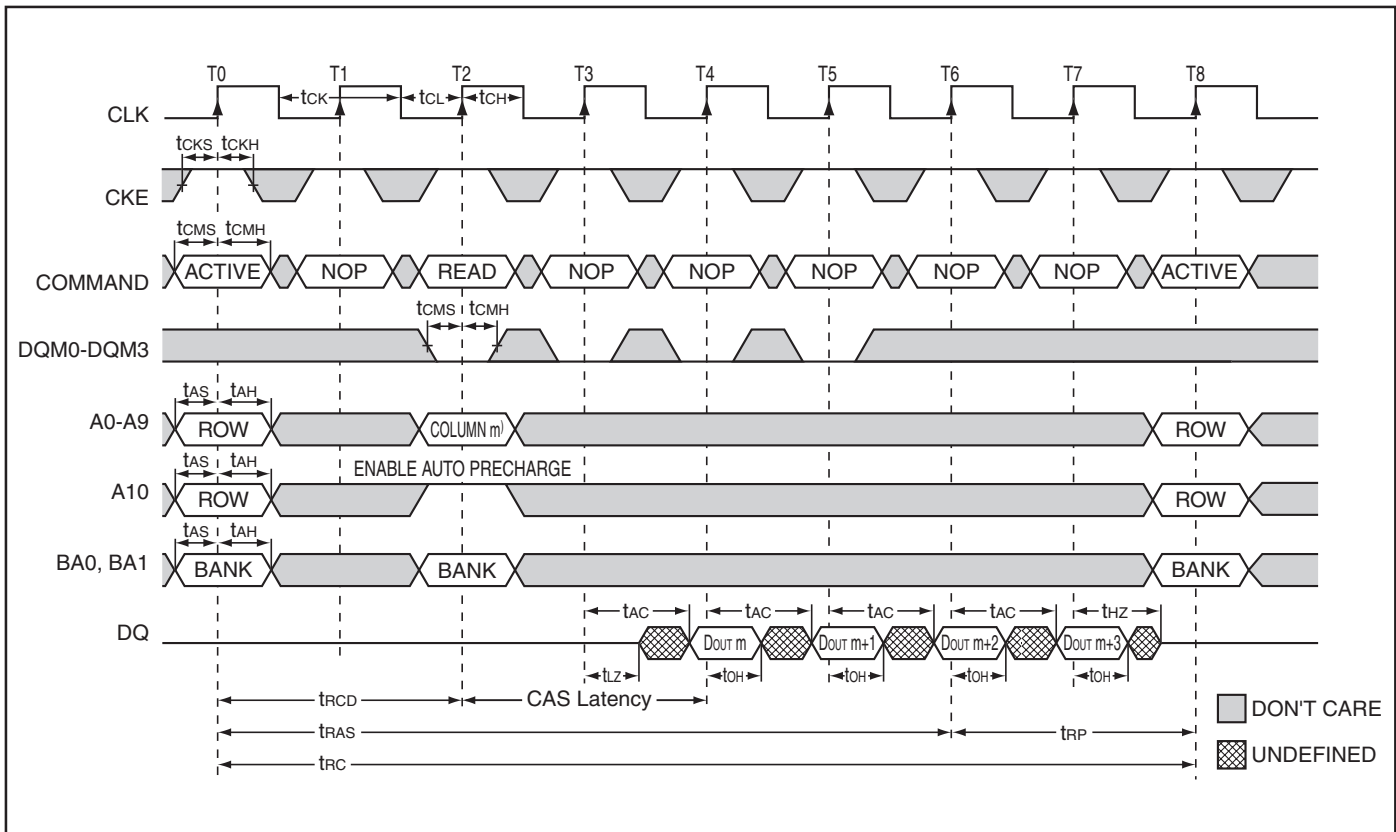 T0 T1 T2 T3 T4 T5 T6 T7 T8
CLK
tCK tCL tCH
tCKS tCKH
CKE
tCMS tCMH
COMMAND
ACTIVE NOP READ NOP NOP NOP NOP NOP ACTIVE
tCMS tCMH
DQM0-DQM3
tAS tAH
A0-A9
ROW COLUMN m) ROW
tAS tAH
ENABLE AUTO PRECHARGE
A10
ROW ROW
tAS tAH
BA0, BA1
BANK BANK BANK
tAC tAC tAC tAC tHZ
DQ
DOUT m DOUT m+1 DOUT m+2 DOUT m+3
tLZ tOH tOH tOH tOH
tRCD CAS Latency
DON'T CARE
tRAS tRP
UNDEFINED
tRC